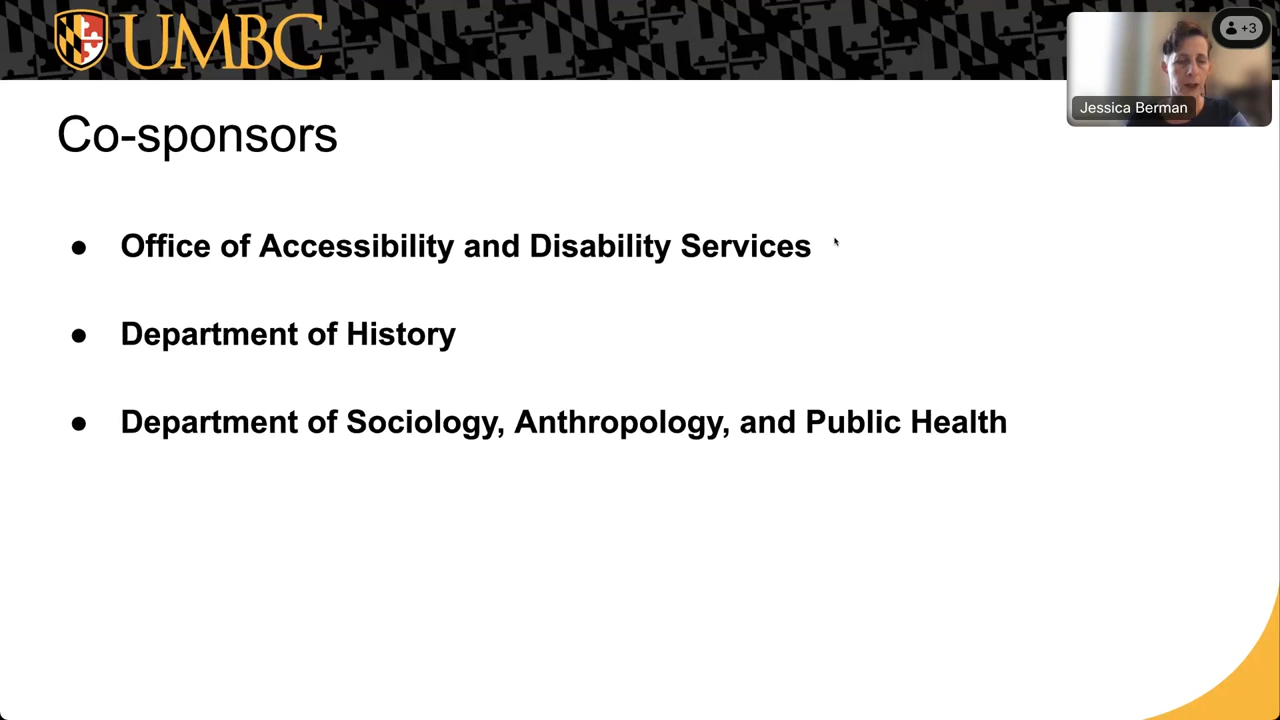 UMBC
+3
Jessica Berman
Co-sponsors
● Office of Accessibility and Disability Services
● Department of History
● Department of Sociology, Anthropology, and Public Health